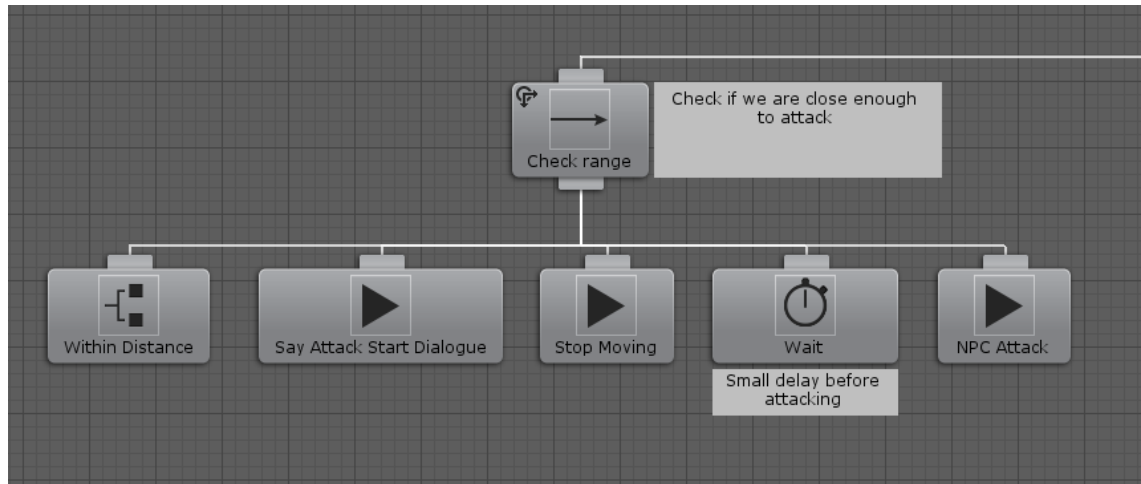 Check if we are close enough
to attack
Check range
Within Distance
Say Attack Start Dialogue
Stop Moving
Wait
NPC Attack
Small delay before
attacking